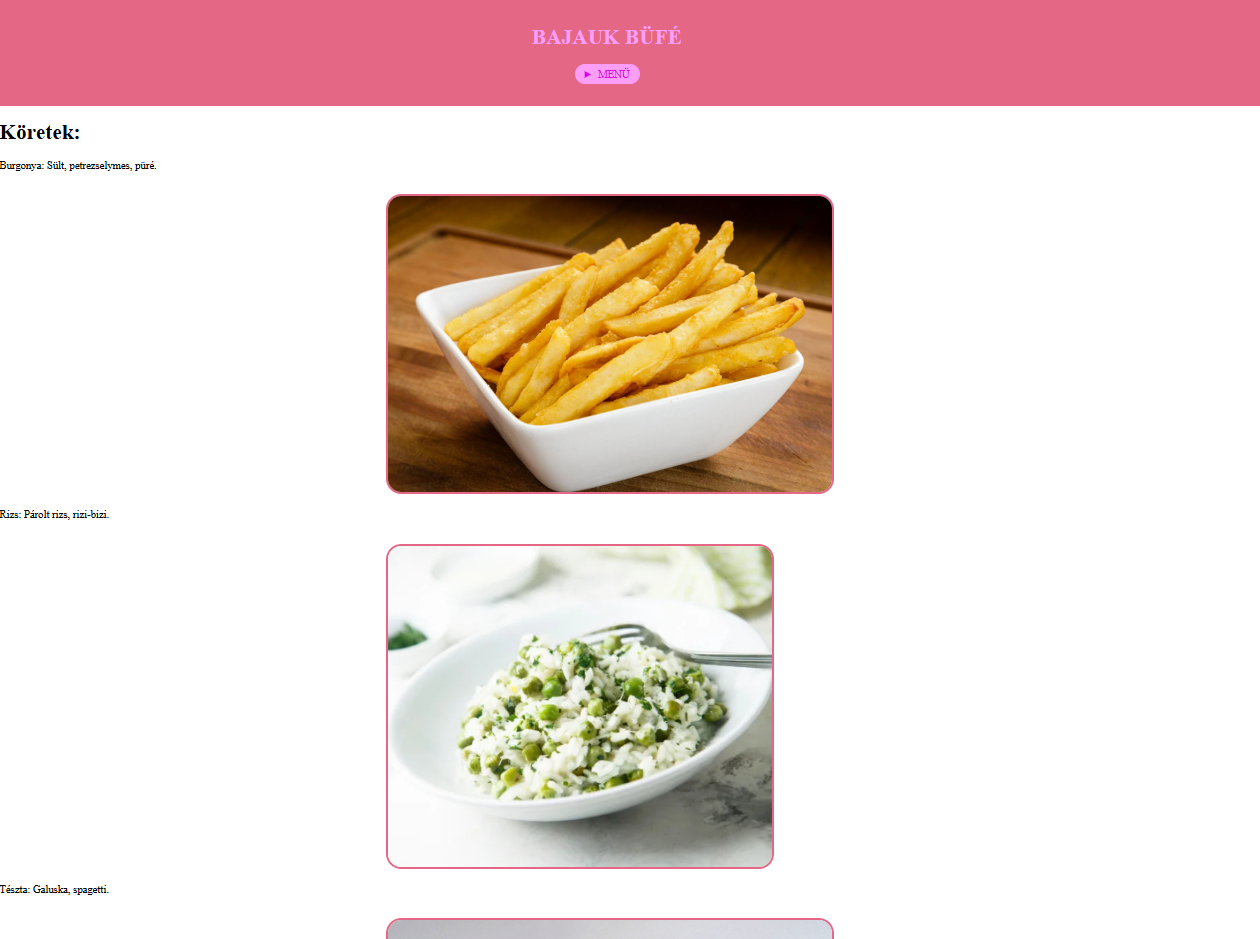 BAJAUK BÜFÉ
► MENÜ
Köretek:
Burgonya: Sült, petrezselymes, püré.
Rizs: Párolt rizs, rizi-bizi.
Tészta: Galuska, spagetti.